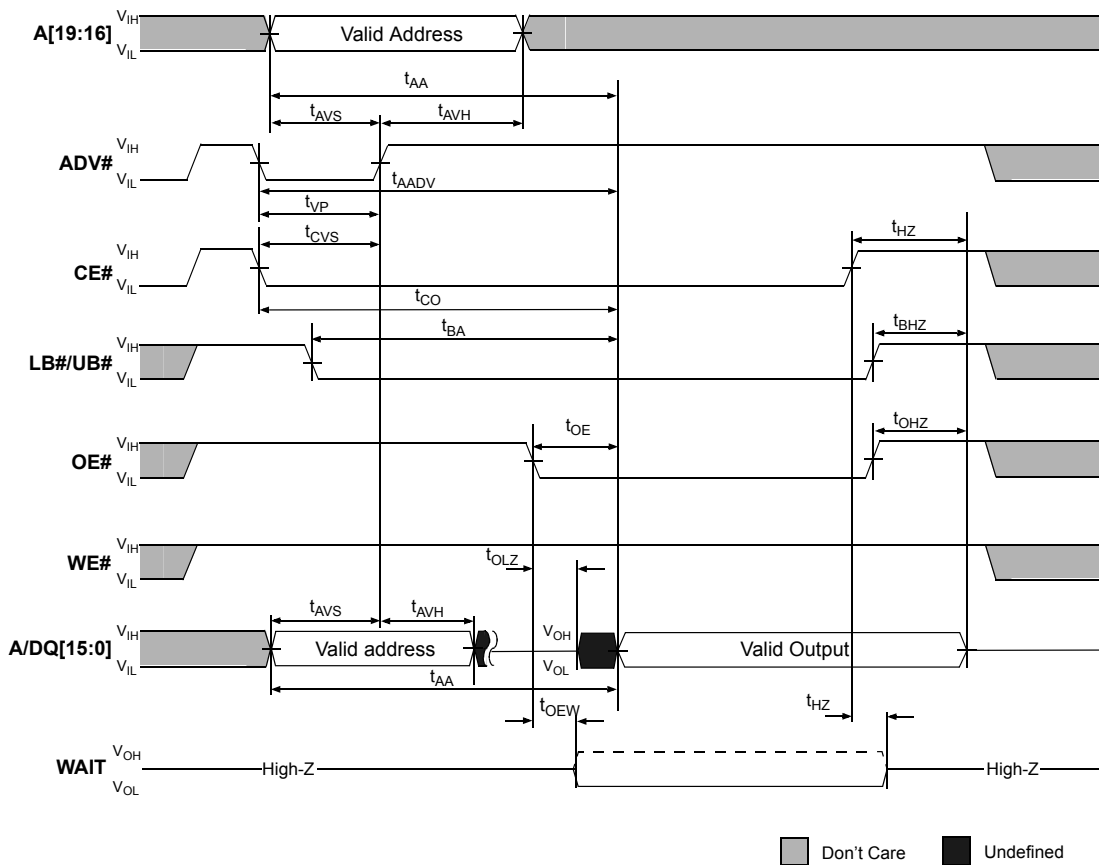 A[19:16] VIH VIL Valid Address
tAA
tAVS tAVH
ADV# VIH VIL
tAADV
tVP
tCVS tHZ
CE# VIH VIL
tCO
tBA tBHZ
LB#/UB# VIH VIL
tOE tOHZ
OE# VIH VIL
WE# VIH VIL
tOLZ
tAVS tAVH
A/DQ[15:0] VIH VIL Valid address VOH VOL Valid Output
tAA
tOEW tHZ
WAIT VOH VOL High-Z High-Z
Don't Care Undefined